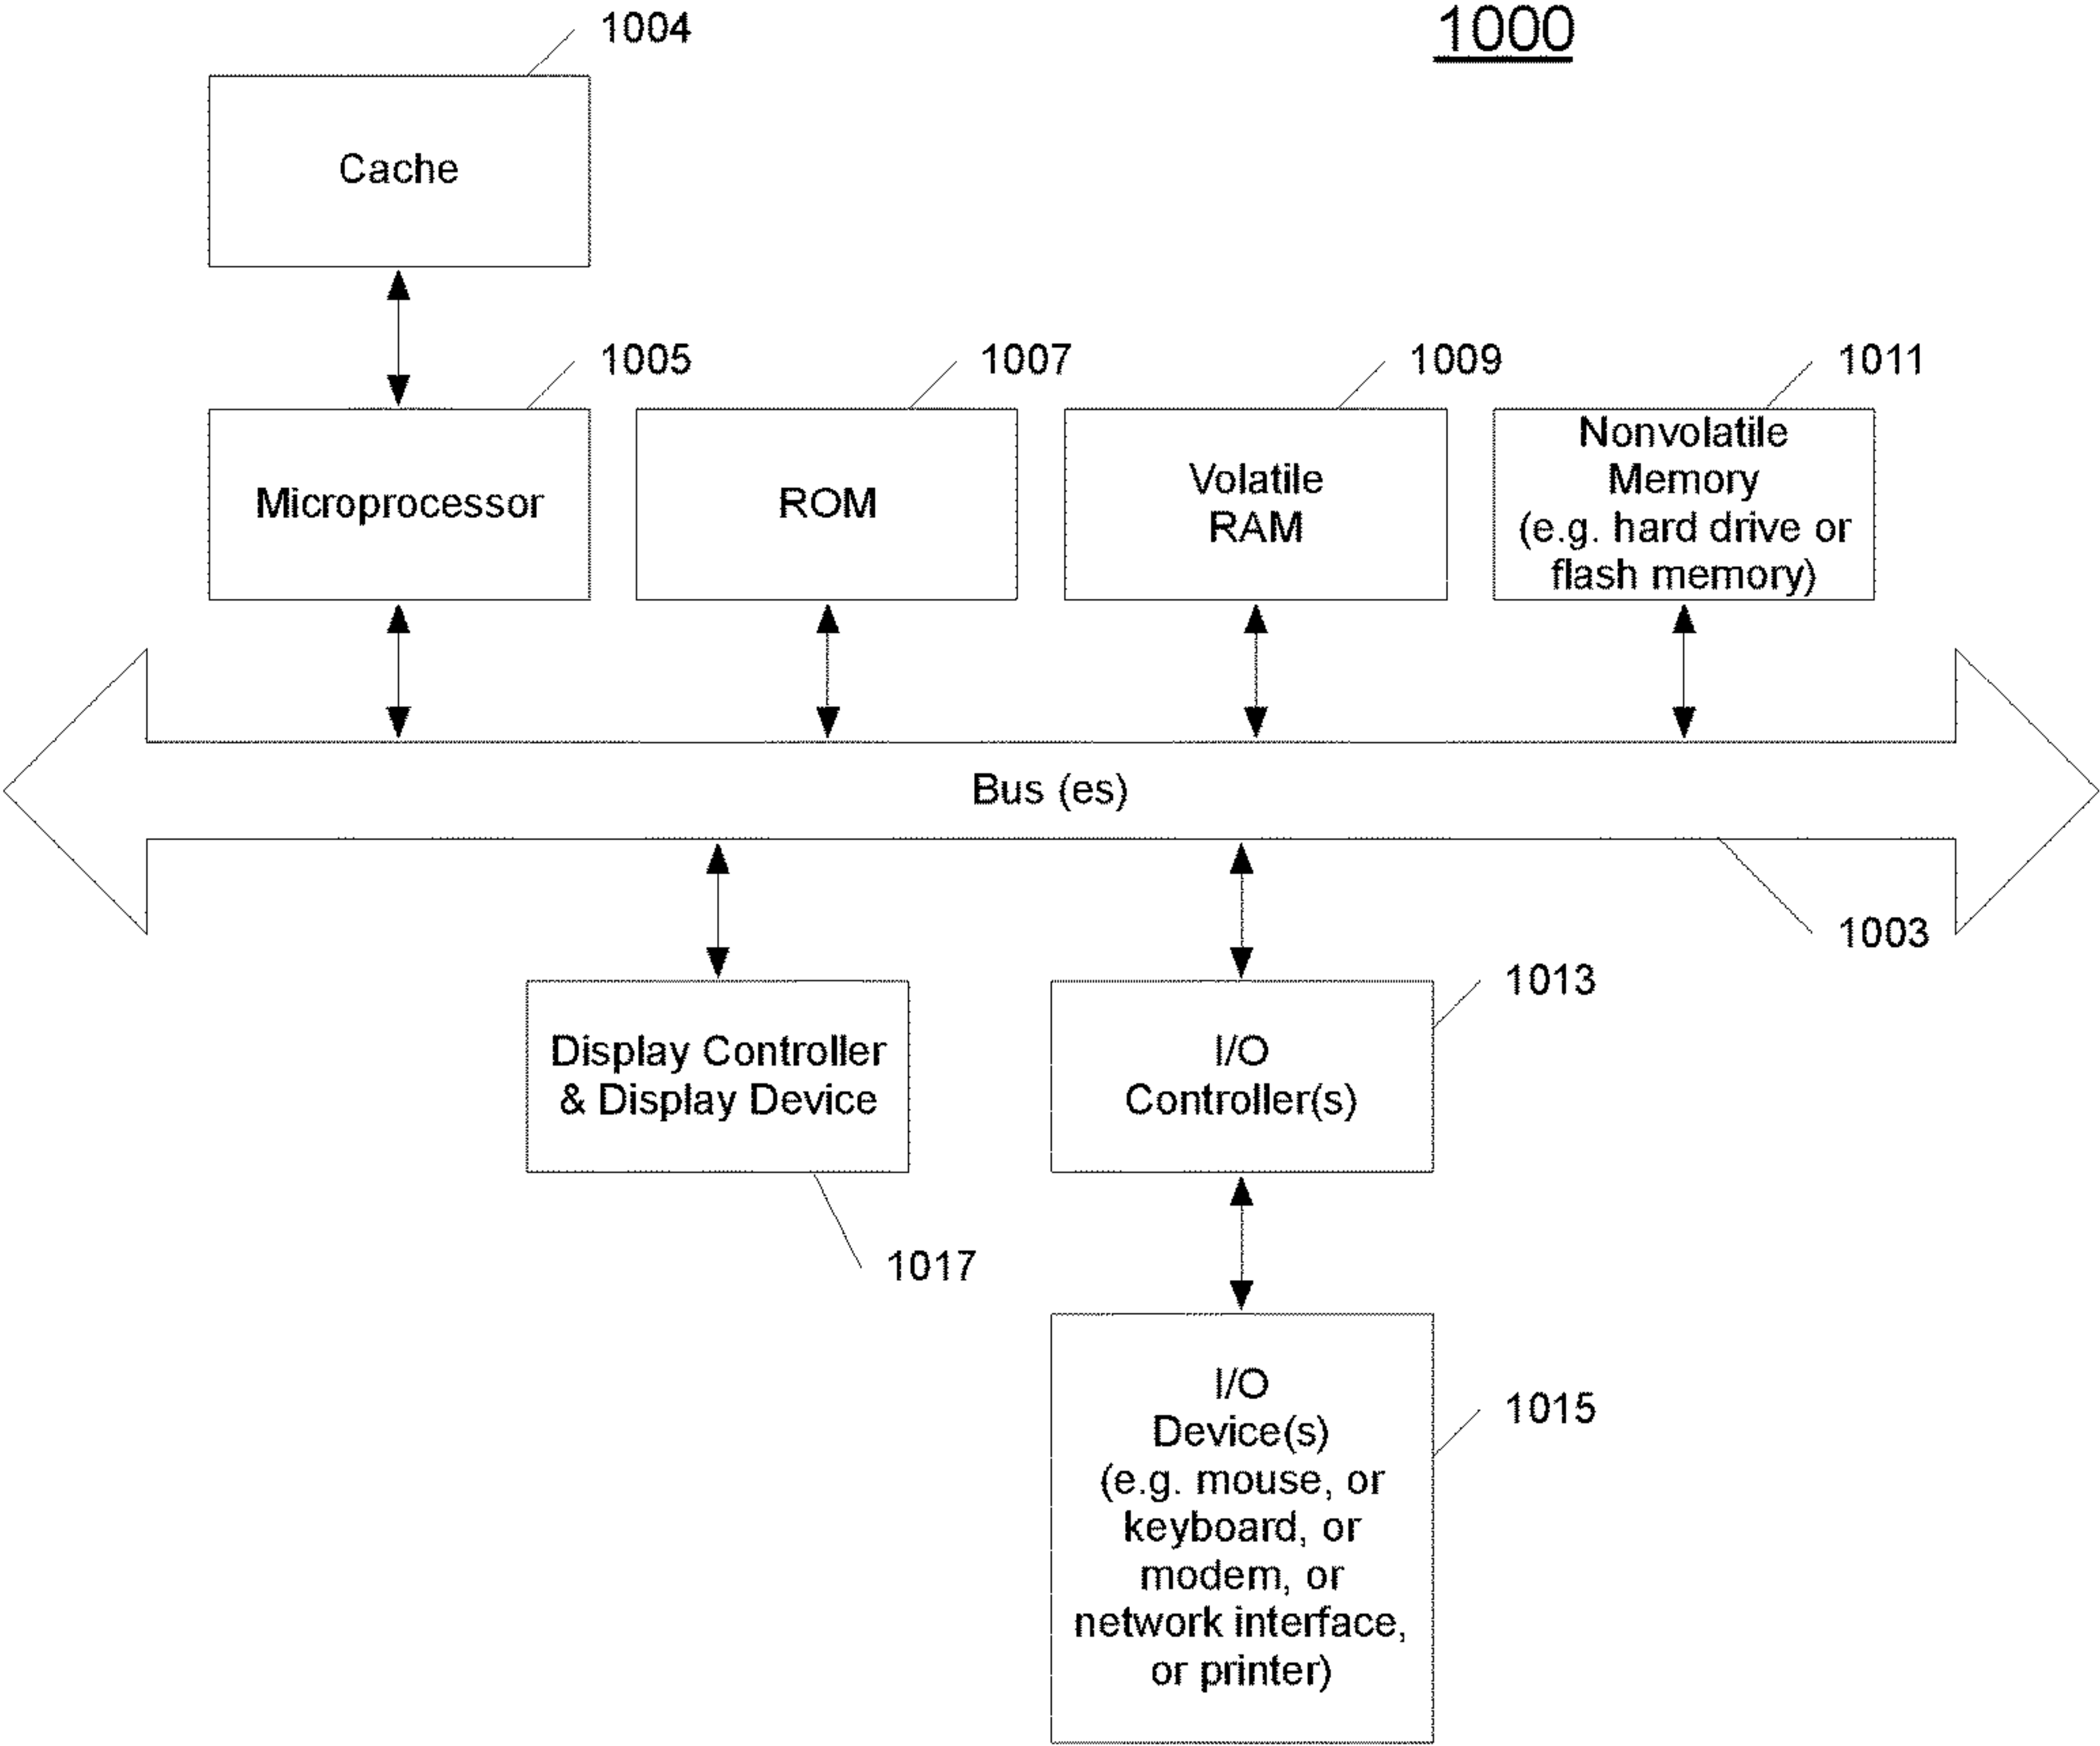 1004
1000
Cache
1005
1007
1009
1011
Microprocessor
ROM
Volatile
RAM
Nonvolatile
Memory
(e.g. hard drive or
flash memory)
Bus (es)
1003
1013
Display Controller
& Display Device
I/O
Controller(s)
1017
I/O
Device(s)
(e.g. mouse, or
keyboard, or
modem, or
network interface,
or printer)
1015